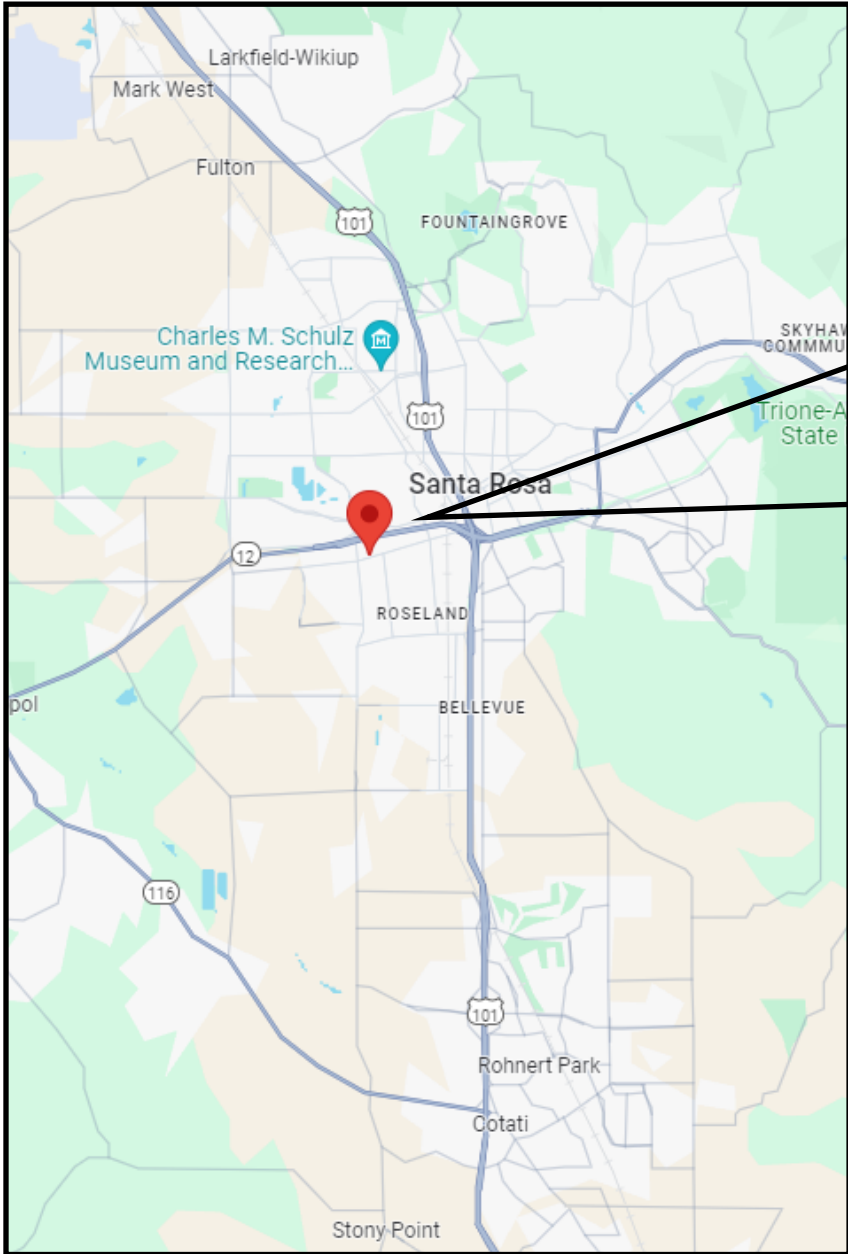 Larkfield-Wikiup
Mark West
Fulton
101
FOUNTAINGROVE
Charles M. Schulz
Museum and Research...
M
SKYHAW
COMMMU
101
Trione-A
State
Santa Rosa
12
ROSELAND
pol
BELLEVUE
116
101
Rohnert Park
Cotati
Stony Point